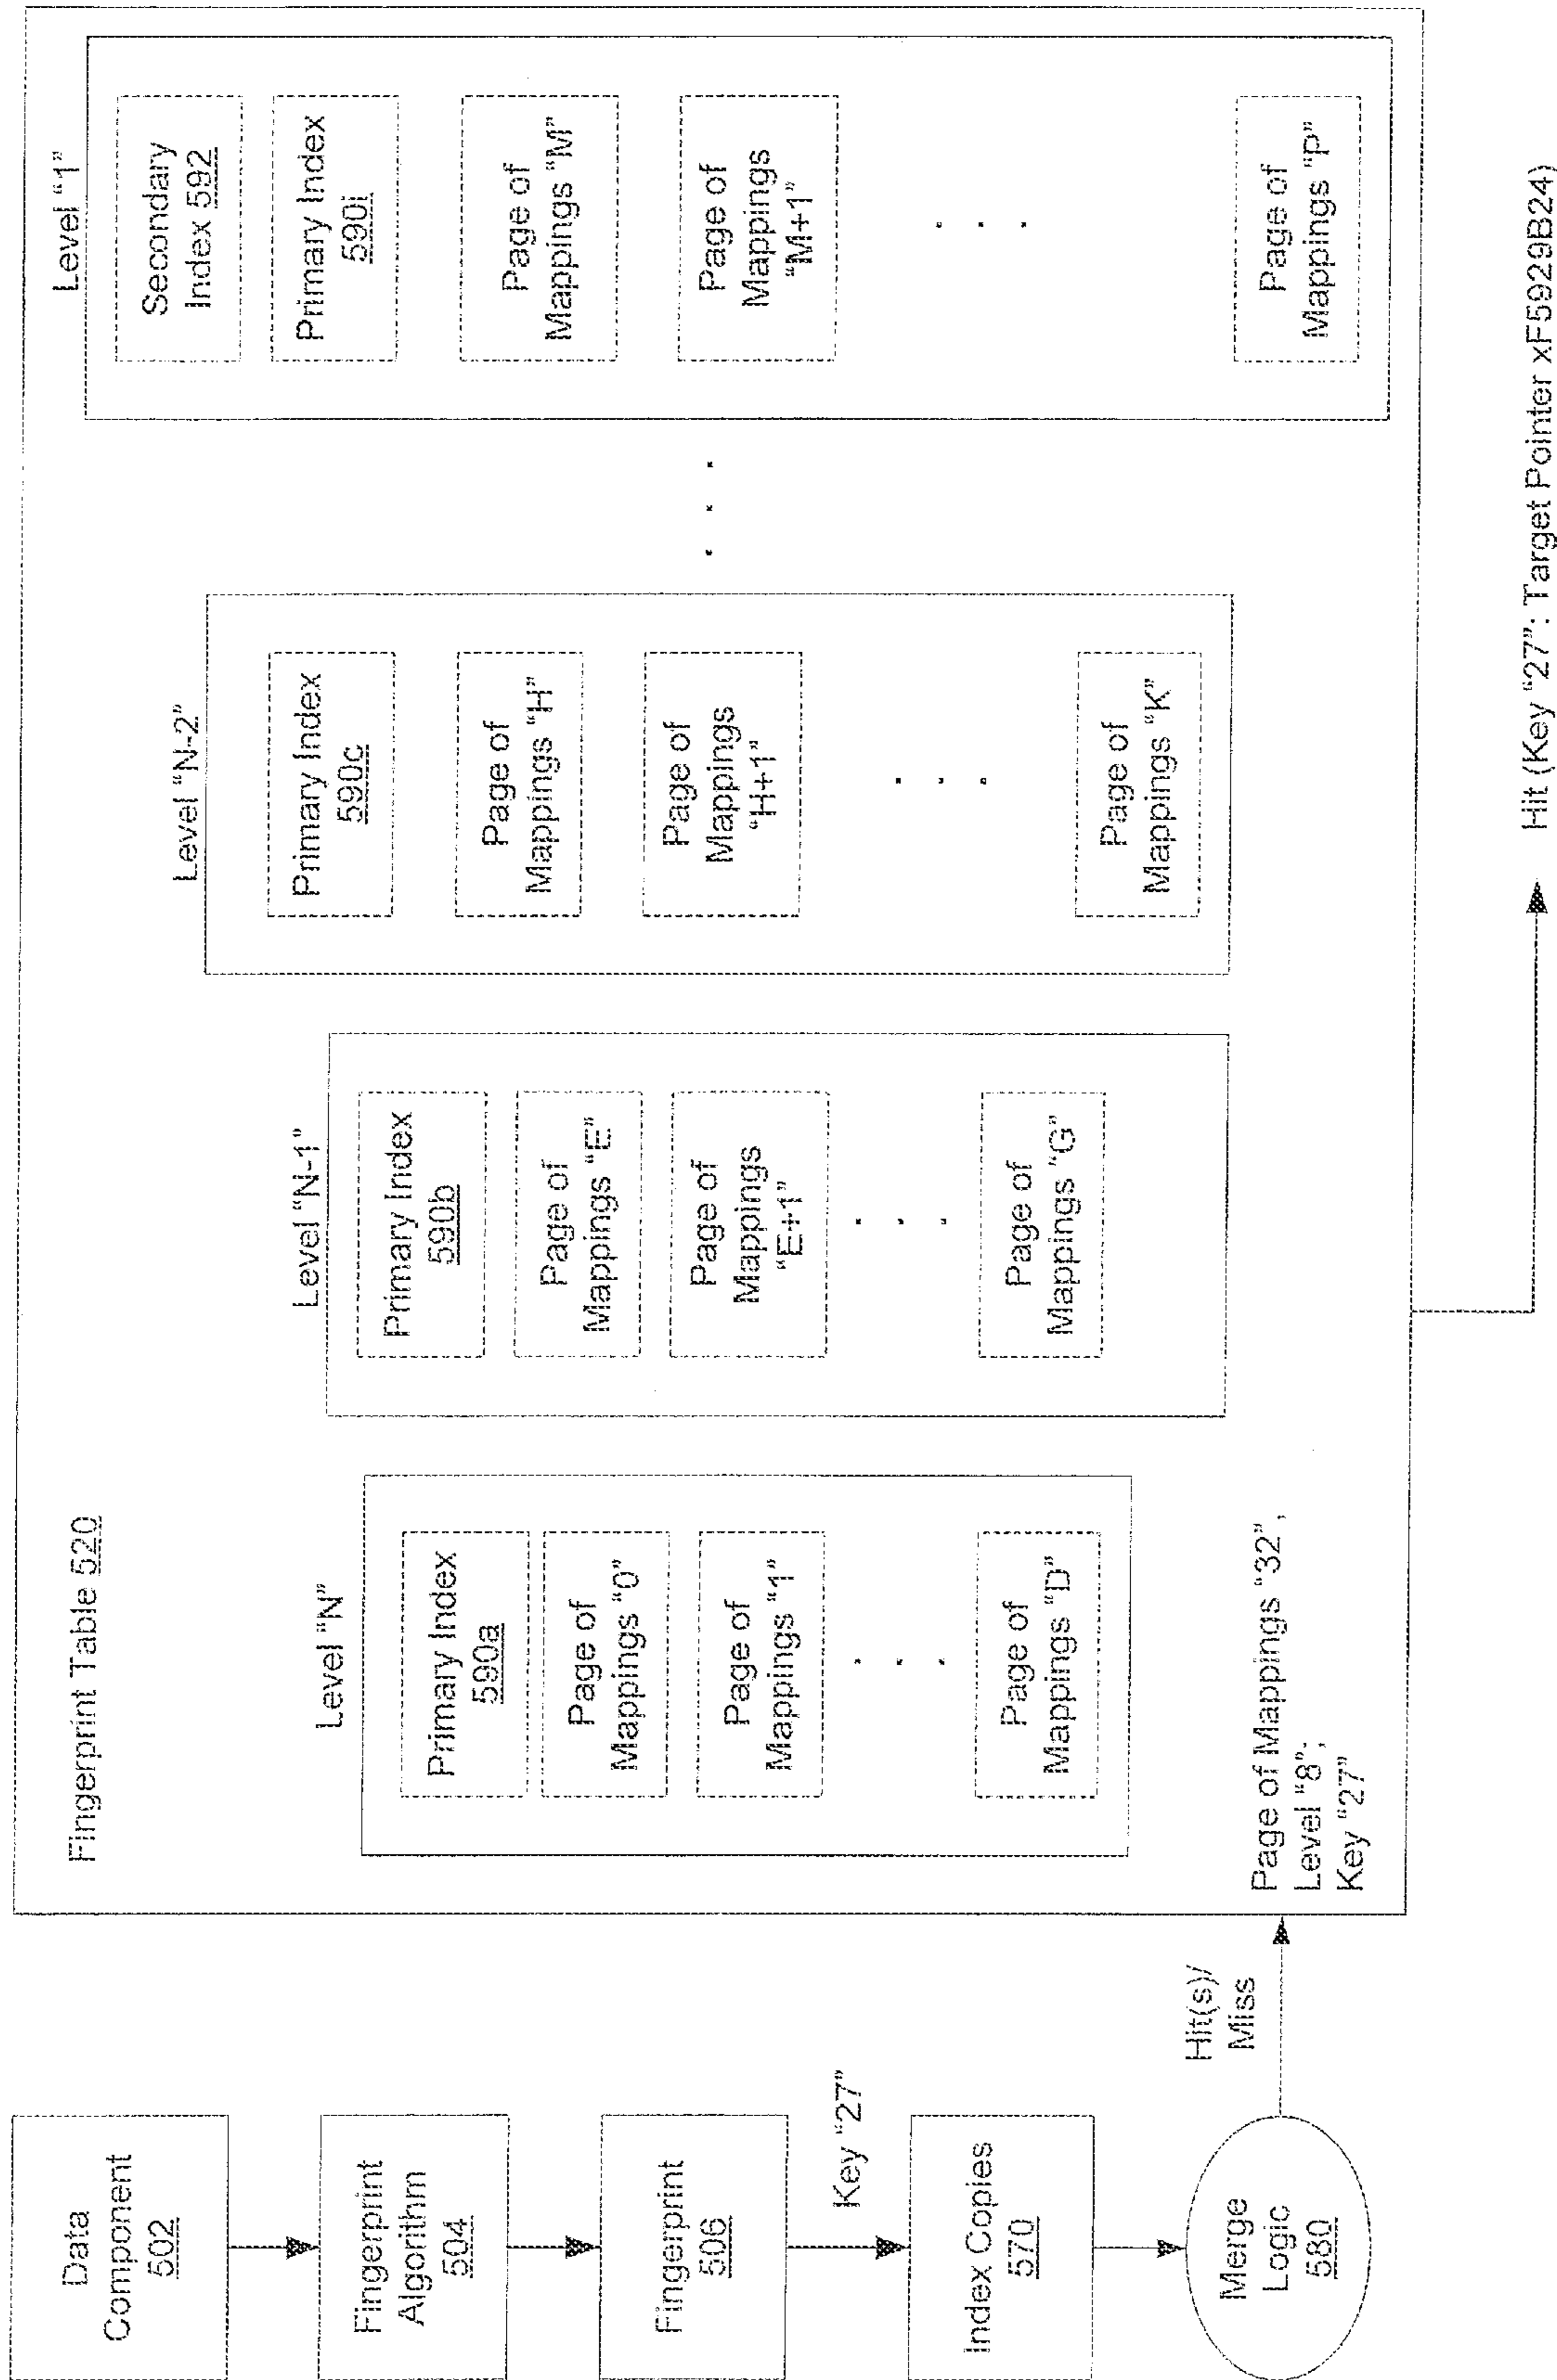 Data
Component
502
Fingerprint
Algorithm
504
Fingerprint
506
Key “27”
Index Copies
570
Merge
Logic
580
Hit(s)/
Miss
Fingerprint Table 520
Level “N”
Primary Index
590a
Page of
Mappings “0”
Page of
Mappings “1”
. . .
Page of
Mappings “D”
Page of Mappings “32”,
Level “8”;
Key “27”
Level “N-1”
Primary Index
590b
Page of
Mappings “E”
Page of
Mappings
“E+1”
. . .
Page of
Mappings “G”
Level “N-2”
Primary Index
590c
Page of
Mappings “H”
Page of
Mappings
“H+1”
. . .
Page of
Mappings “K”
. . .
Level “1”
Secondary
Index 592
Primary Index
590i
Page of
Mappings “M”
Page of
Mappings
“M+1”
. . .
Page of
Mappings “P”
Hit (Key “27”: Target Pointer xF5929B24)